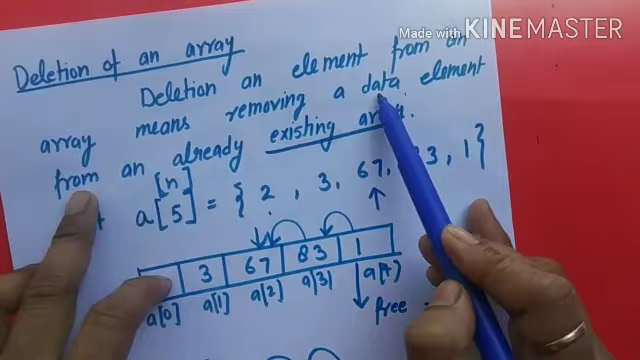 Made with KINEMASTER
Deletion of an array
Deletion an element from an
array means removing a data element
from an already existing array.
[n]
a[5] = { 2, 3, 67, 83, 1 }
3 67 83 1
a[0] a[1] a[2] a[3] a[4]
free